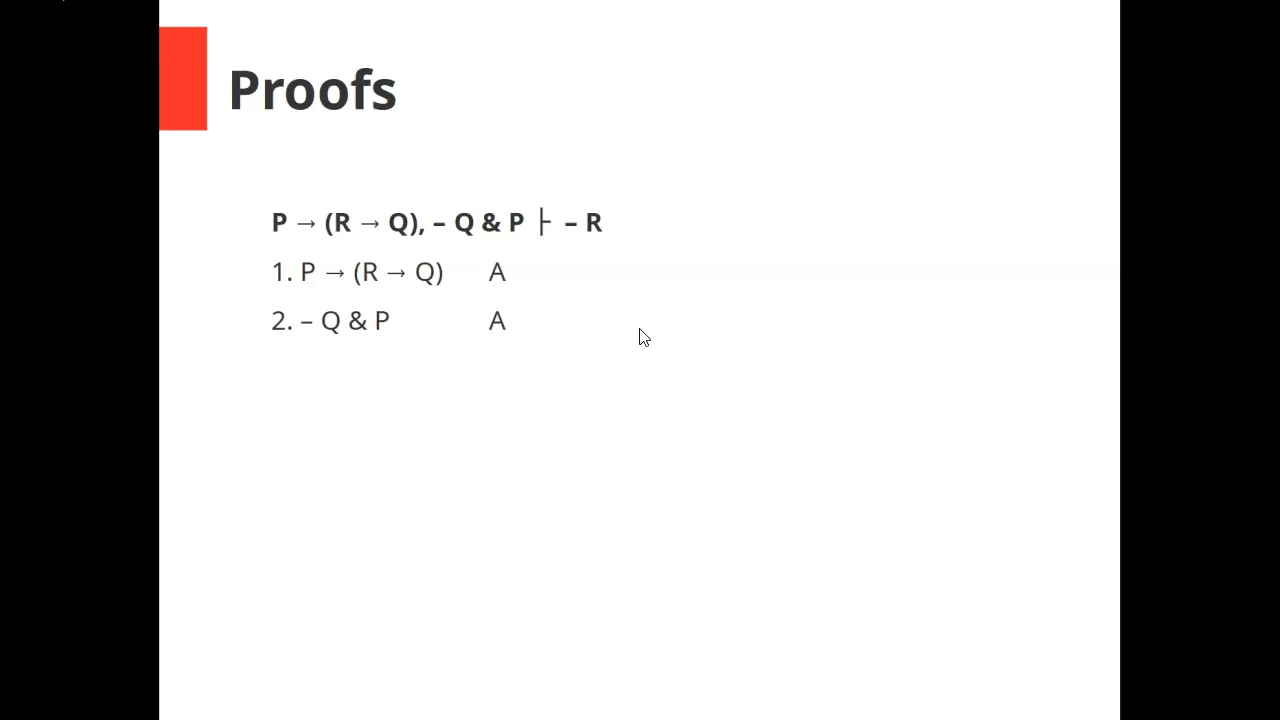 Proofs
P → (R → Q), – Q & P ├ – R
1. P → (R → Q) A
2. – Q & P A